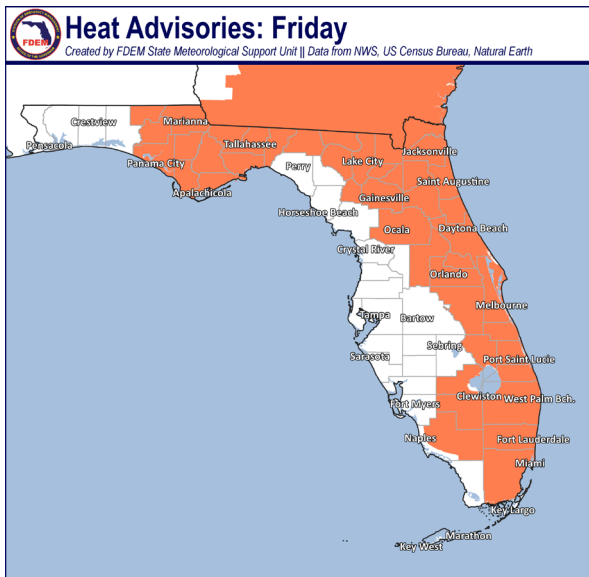 Heat Advisories: Friday
Created by FDEM State Meteorological Support Unit || Data from NWS, US Census Bureau, Natural Earth
FDEM
Crestview
Marianna
Pensacola
Tallahassee
Jacksonville
Panama City
Perry
Lake City
Saint Augustine
Apalachicola
Gainesville
Horseshoe Beach
Ocala
Daytona Beach
Crystal River
Orlando
Melbourne
Tampa
Bartow
Sebring
Sarasota
Port Saint Lucie
Clewiston
West Palm Bch.
Fort Myers
Naples
Fort Lauderdale
Miami
Key Largo
Marathon
Key West